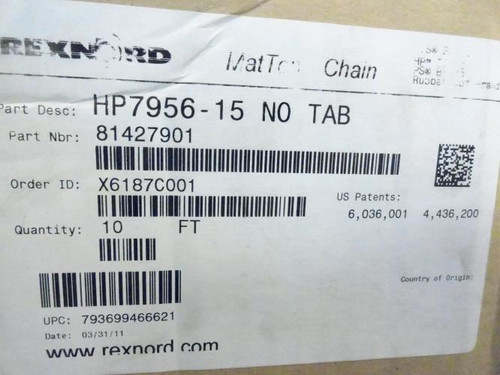 REXNORD MatTop Chain
Part Desc: HP7956-15 NO TAB
Part Nbr: 81427901
Order ID: X6187C001
US Patents:
6,036,001 4,436,200
Quantity: 10 FT
Country of Origin:
UPC: 793699466621
Date: 03/31/11
www.rexnord.com